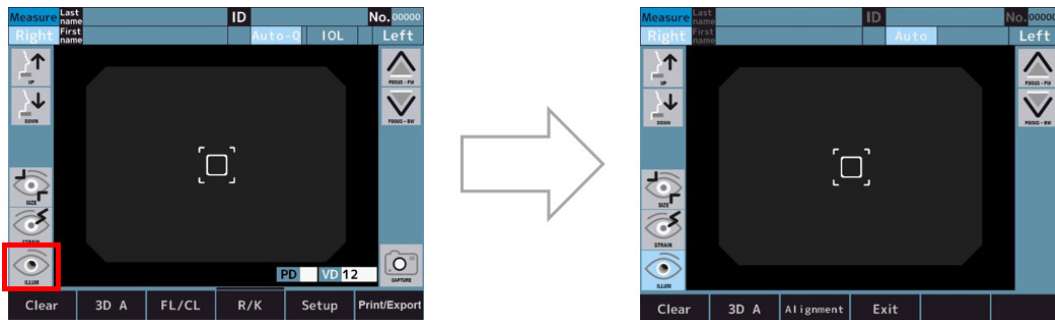 Measure Last name ID No. 00000
Right First name Auto-Q IOL Left
UP
FOCUS - FW
DOWN
FOCUS - BW
SIZE
STRAIN
ILLUM
CAPTURE
PD VD 12
Clear 3D A FL/CL R/K Setup Print/Export
Measure Last name ID No. 00000
Right First name Auto Left
UP
FOCUS - FW
DOWN
FOCUS - BW
SIZE
STRAIN
ILLUM
Clear 3D A Alignment Exit